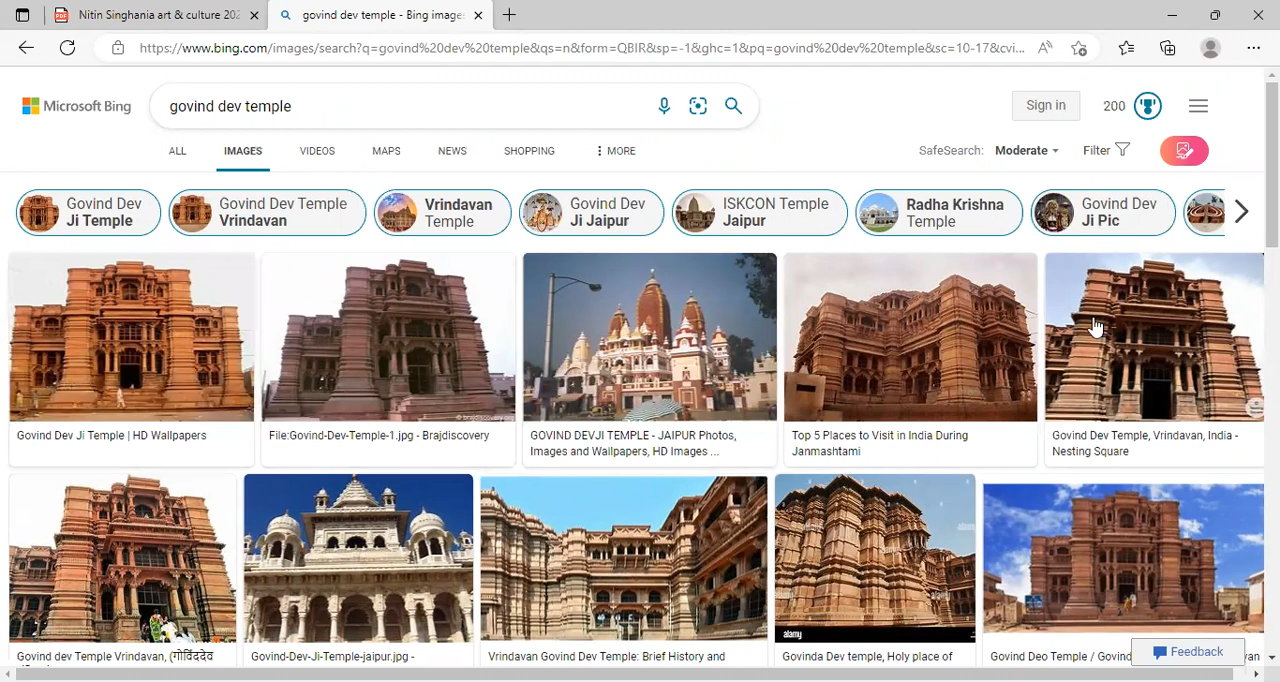 Nitin Singhania art & culture 202
govind dev temple - Bing images
https://www.bing.com/images/search?q=govind%20dev%20temple&qs=n&form=QBIR&sp=-1&ghc=1&pq=govind%20dev%20temple&sc=10-17&cvi...
Microsoft Bing
govind dev temple
Sign in
200
ALL
IMAGES
VIDEOS
MAPS
NEWS
SHOPPING
MORE
SafeSearch: Moderate
Filter
Govind Dev
Ji Temple
Govind Dev Temple
Vrindavan
Vrindavan
Temple
Govind Dev
Ji Jaipur
ISKCON Temple
Jaipur
Radha Krishna
Temple
Govind Dev
Ji Pic
Govind Dev Ji Temple | HD Wallpapers
File:Govind-Dev-Temple-1.jpg - Brajdiscovery
GOVIND DEVJI TEMPLE - JAIPUR Photos,
Images and Wallpapers, HD Images ...
Top 5 Places to Visit in India During
Janmashtami
Govind Dev Temple, Vrindavan, India -
Nesting Square
alamy
Govind dev Temple Vrindavan, (गोविंददेव
Govind-Dev-Ji-Temple-jaipur.jpg -
Vrindavan Govind Dev Temple: Brief History and
Govinda Dev temple, Holy place of
Govind Deo Temple / Govind
Feedback